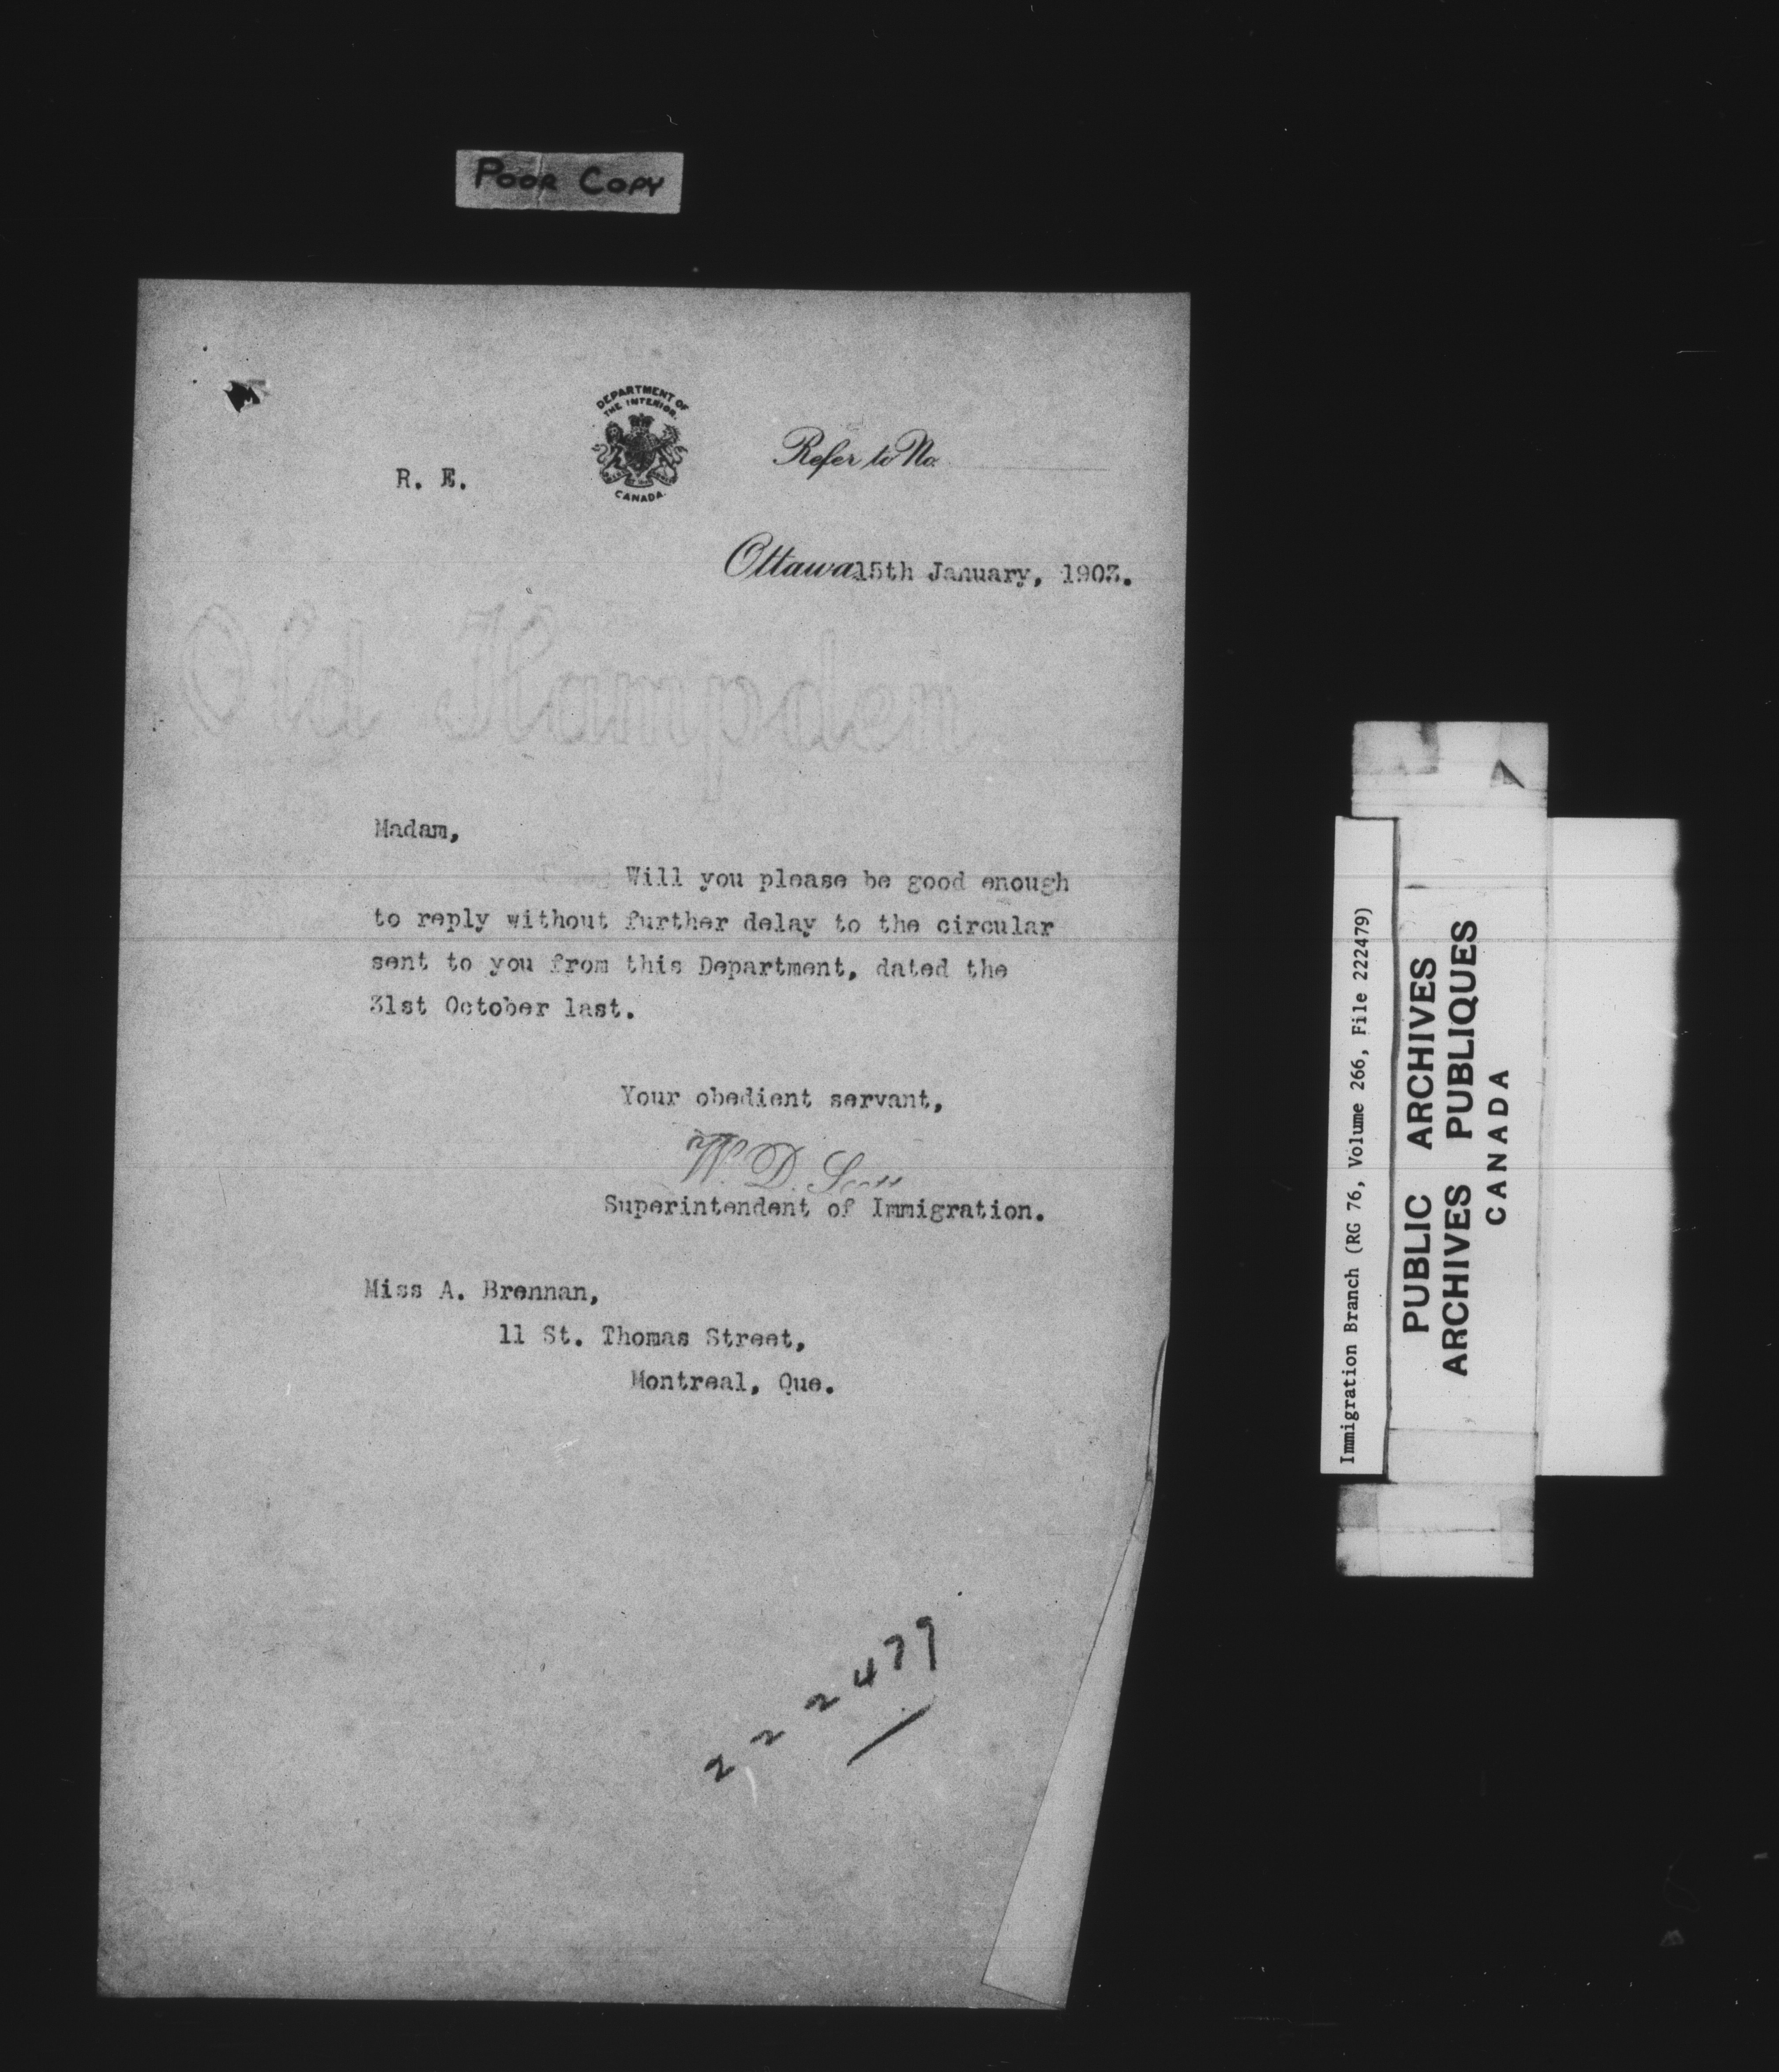 POOR COPY
DEPARTMENT OF
THE INTERIOR.
CANADA.
R. E.
Refer to No.
Ottawa 15th January, 1903.
Old Hampden
Madam,
Will you please be good enough
to reply without further delay to the circular
sent to you from this Department, dated the
31st October last.
Your obedient servant,
W. D. Scott
Superintendent of Immigration.
Miss A. Brennan,
11 St. Thomas Street,
Montreal, Que.
222479
Immigration Branch (RG 76, Volume 266, File 222479)
PUBLIC ARCHIVES
ARCHIVES PUBLIQUES
CANADA